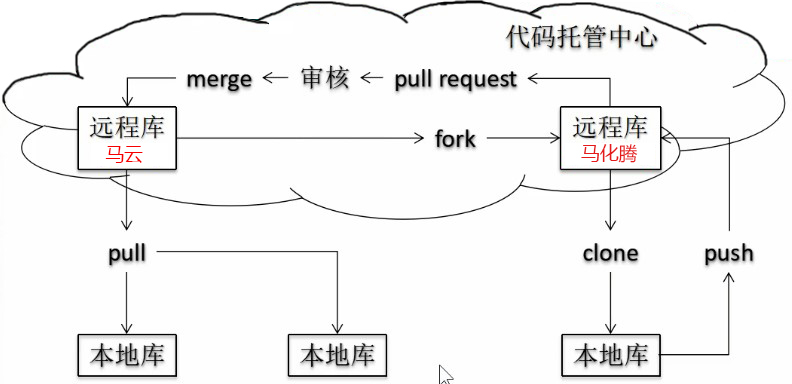 代码托管中心
merge
审核
pull request
远程库
马云
fork
远程库
马化腾
pull
clone
push
本地库
本地库
本地库